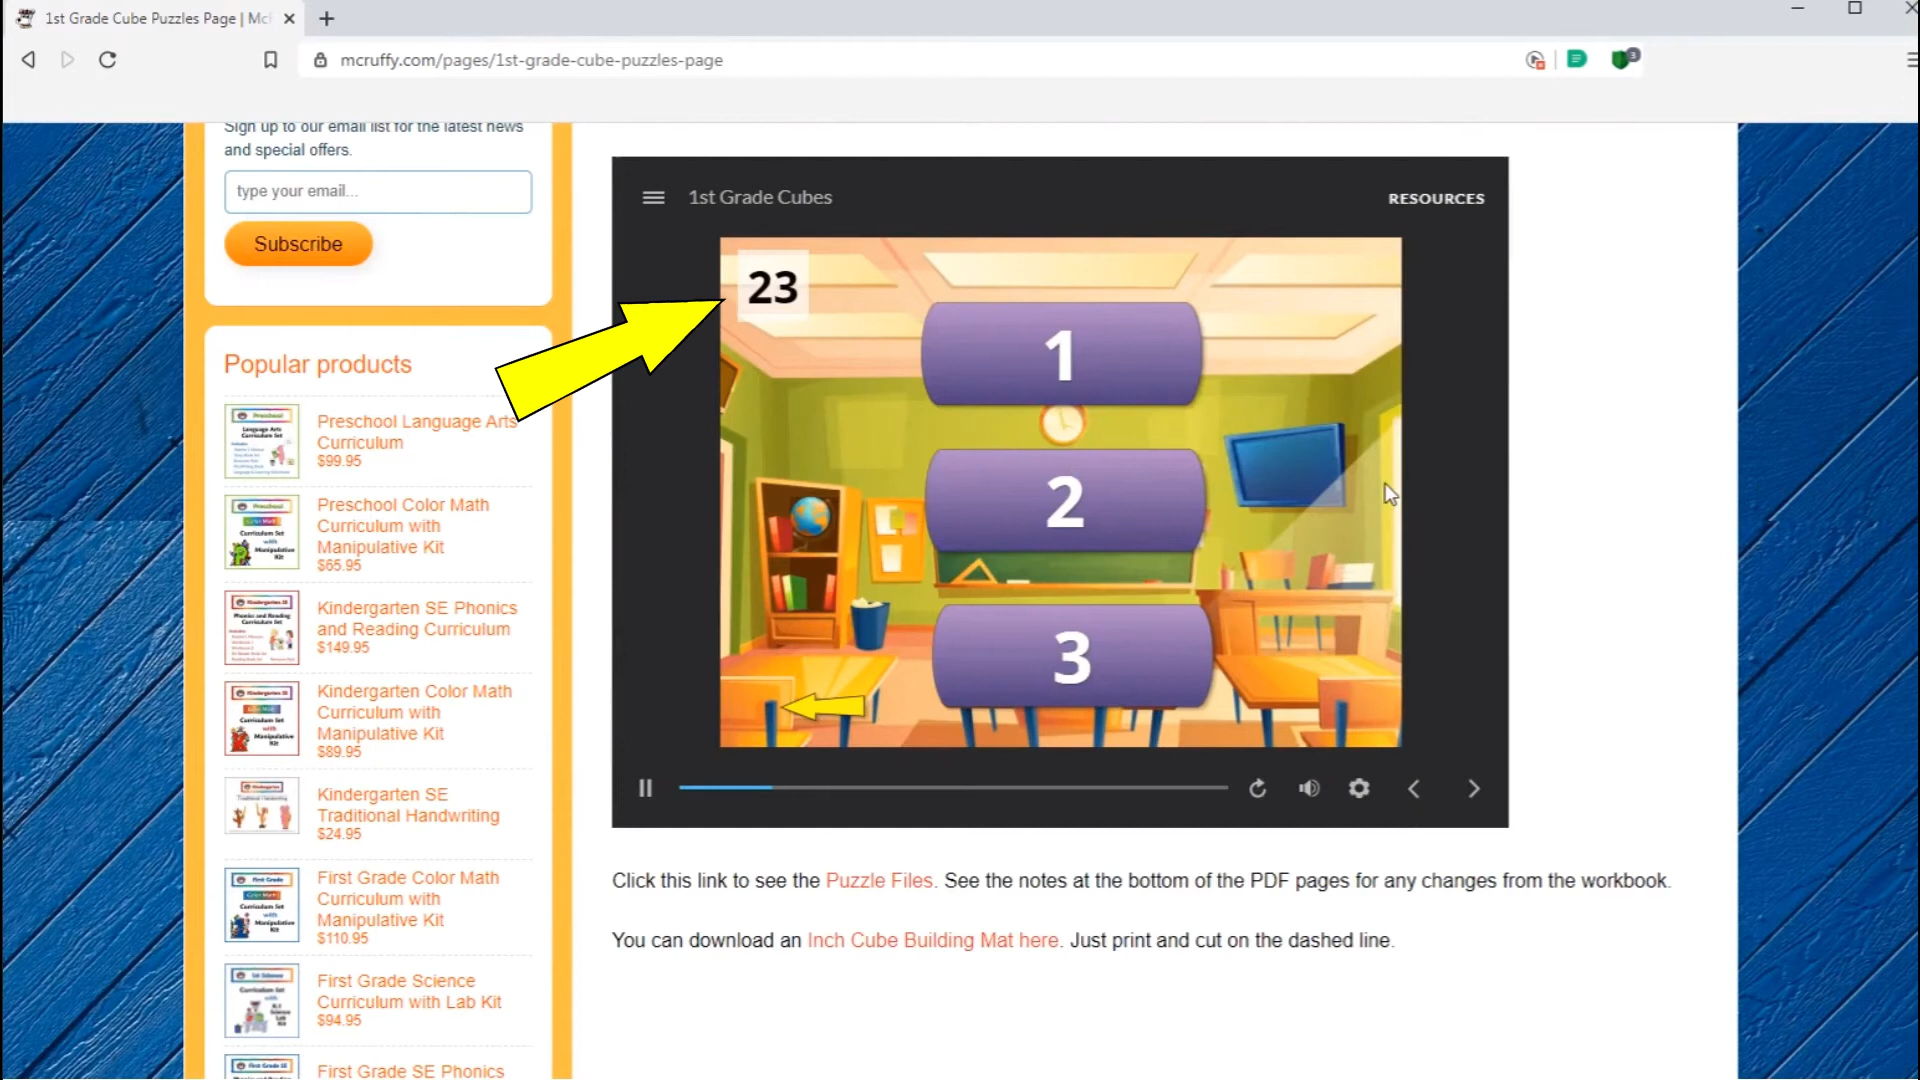 1st Grade Cube Puzzles Page | Mc
mcruffy.com/pages/1st-grade-cube-puzzles-page
3
Sign up to our email list for the latest news
and special offers.
type your email...
Subscribe
Popular products
Preschool Language Arts
Curriculum
$99.95
Preschool Color Math
Curriculum with
Manipulative Kit
$65.95
Kindergarten SE Phonics
and Reading Curriculum
$149.95
Kindergarten Color Math
Curriculum with
Manipulative Kit
$89.95
Kindergarten SE
Traditional Handwriting
$24.95
First Grade Color Math
Curriculum with
Manipulative Kit
$110.95
First Grade Science
Curriculum with Lab Kit
$94.95
First Grade SE Phonics
1st Grade Cubes
RESOURCES
23
1
2
3
Click this link to see the Puzzle Files. See the notes at the bottom of the PDF pages for any changes from the workbook.
You can download an Inch Cube Building Mat here. Just print and cut on the dashed line.